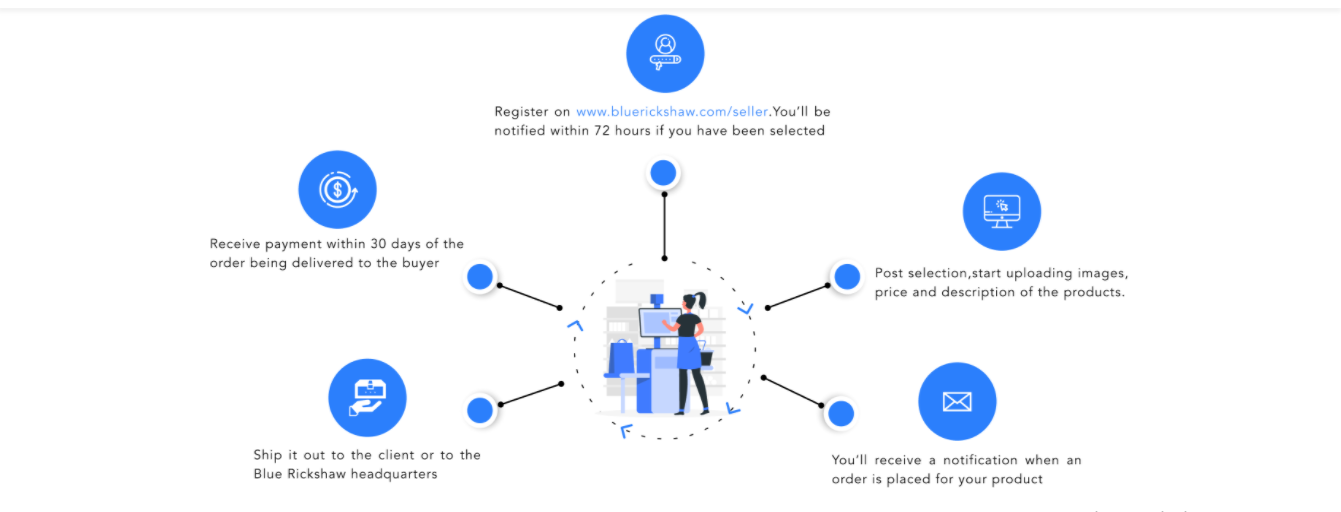 Register on www.bluerickshaw.com/seller.You'll be
notified within 72 hours if you have been selected
Post selection,start uploading images,
price and description of the products.
You'll receive a notification when an
order is placed for your product
Ship it out to the client or to the
Blue Rickshaw headquarters
Receive payment within 30 days of the
order being delivered to the buyer